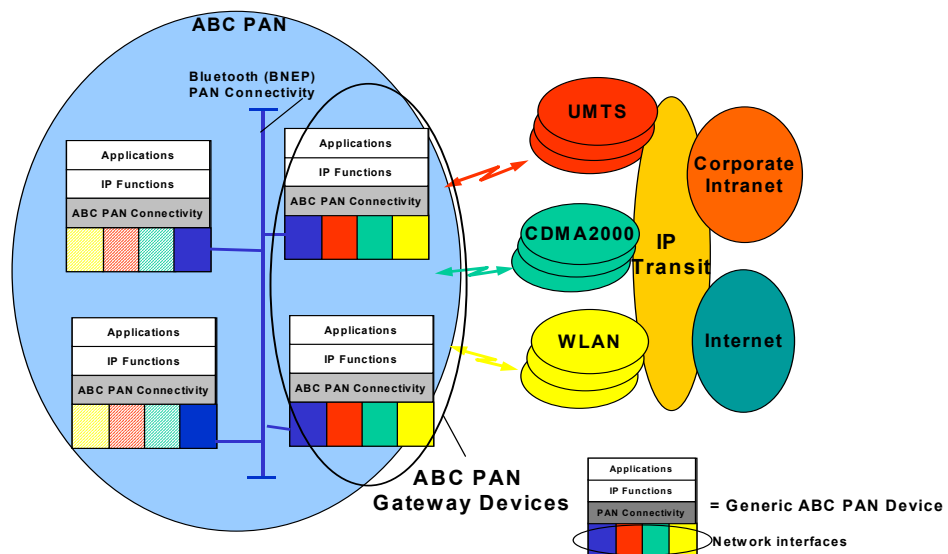 ABC PAN
Bluetooth (BNEP)
PAN Connectivity
Applications
IP Functions
ABC PAN Connectivity
Applications
IP Functions
ABC PAN Connectivity
Applications
IP Functions
ABC PAN Connectivity
Applications
IP Functions
ABC PAN Connectivity
ABC PAN
Gateway Devices
UMTS
CDMA2000
WLAN
IP
Transit
Corporate
Intranet
Internet
Applications
IP Functions
PAN Connectivity
= Generic ABC PAN Device
Network interfaces